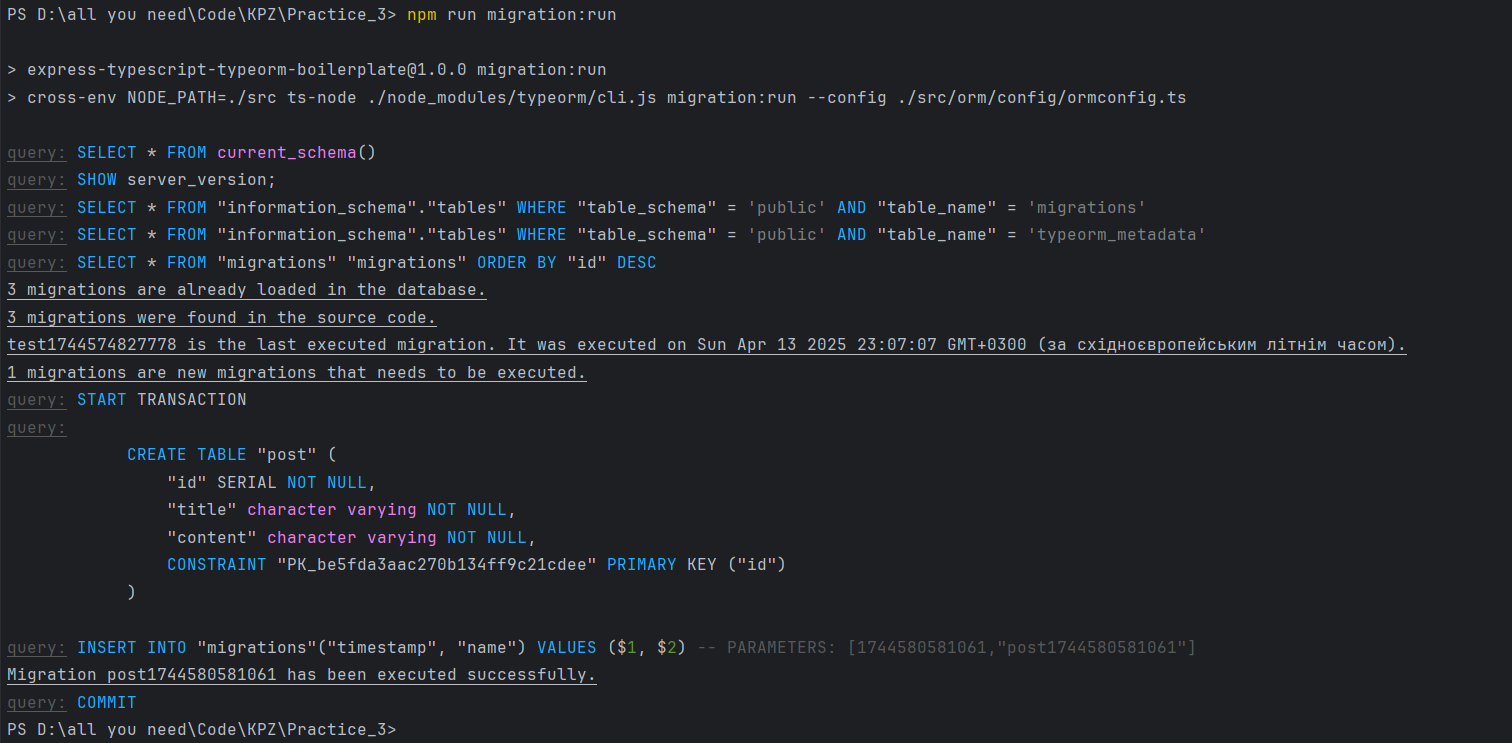 PS D:\all you need\Code\KPZ\Practice_3> npm run migration:run
> express-typescript-typeorm-boilerplate@1.0.0 migration:run
> cross-env NODE_PATH=./src ts-node ./node_modules/typeorm/cli.js migration:run --config ./src/orm/config/ormconfig.ts
query: SELECT * FROM current_schema()
query: SHOW server_version;
query: SELECT * FROM "information_schema"."tables" WHERE "table_schema" = 'public' AND "table_name" = 'migrations'
query: SELECT * FROM "information_schema"."tables" WHERE "table_schema" = 'public' AND "table_name" = 'typeorm_metadata'
query: SELECT * FROM "migrations" "migrations" ORDER BY "id" DESC
3 migrations are already loaded in the database.
3 migrations were found in the source code.
test1744574827778 is the last executed migration. It was executed on Sun Apr 13 2025 23:07:07 GMT+0300 (за східноєвропейським літнім часом).
1 migrations are new migrations that needs to be executed.
query: START TRANSACTION
query:
CREATE TABLE "post" (
"id" SERIAL NOT NULL,
"title" character varying NOT NULL,
"content" character varying NOT NULL,
CONSTRAINT "PK_be5fda3aac270b134ff9c21cdee" PRIMARY KEY ("id")
)
query: INSERT INTO "migrations"("timestamp", "name") VALUES ($1, $2) -- PARAMETERS: [1744580581061,"post1744580581061"]
Migration post1744580581061 has been executed successfully.
query: COMMIT
PS D:\all you need\Code\KPZ\Practice_3>